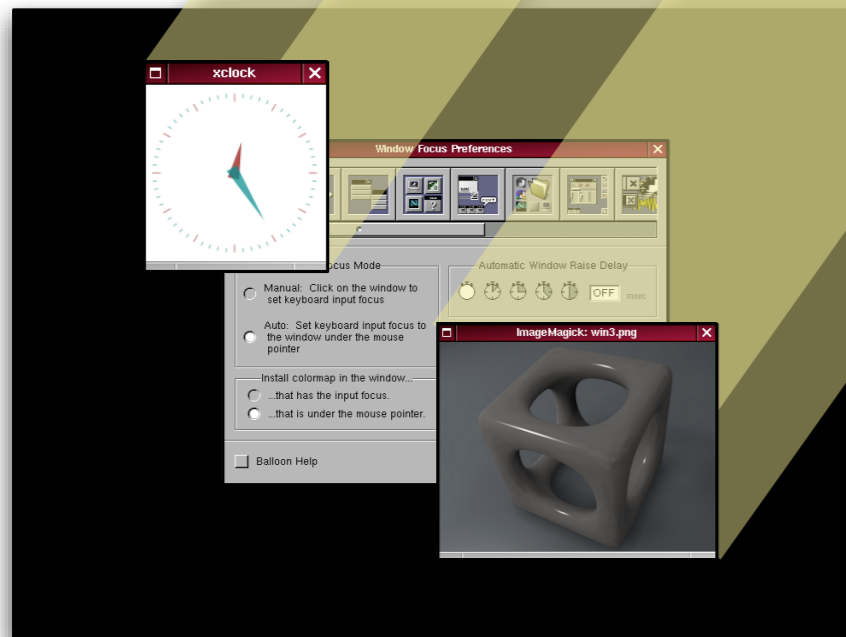 xclock
Window Focus Preferences
ocus Mode
Automatic Window Raise Delay
Manual: Click on the window to
set keyboard input focus
OFF msec
Auto: Set keyboard input focus to
the window under the mouse
pointer
ImageMagick: win3.png
Install colormap in the window...
...that has the input focus.
...that is under the mouse pointer.
Balloon Help